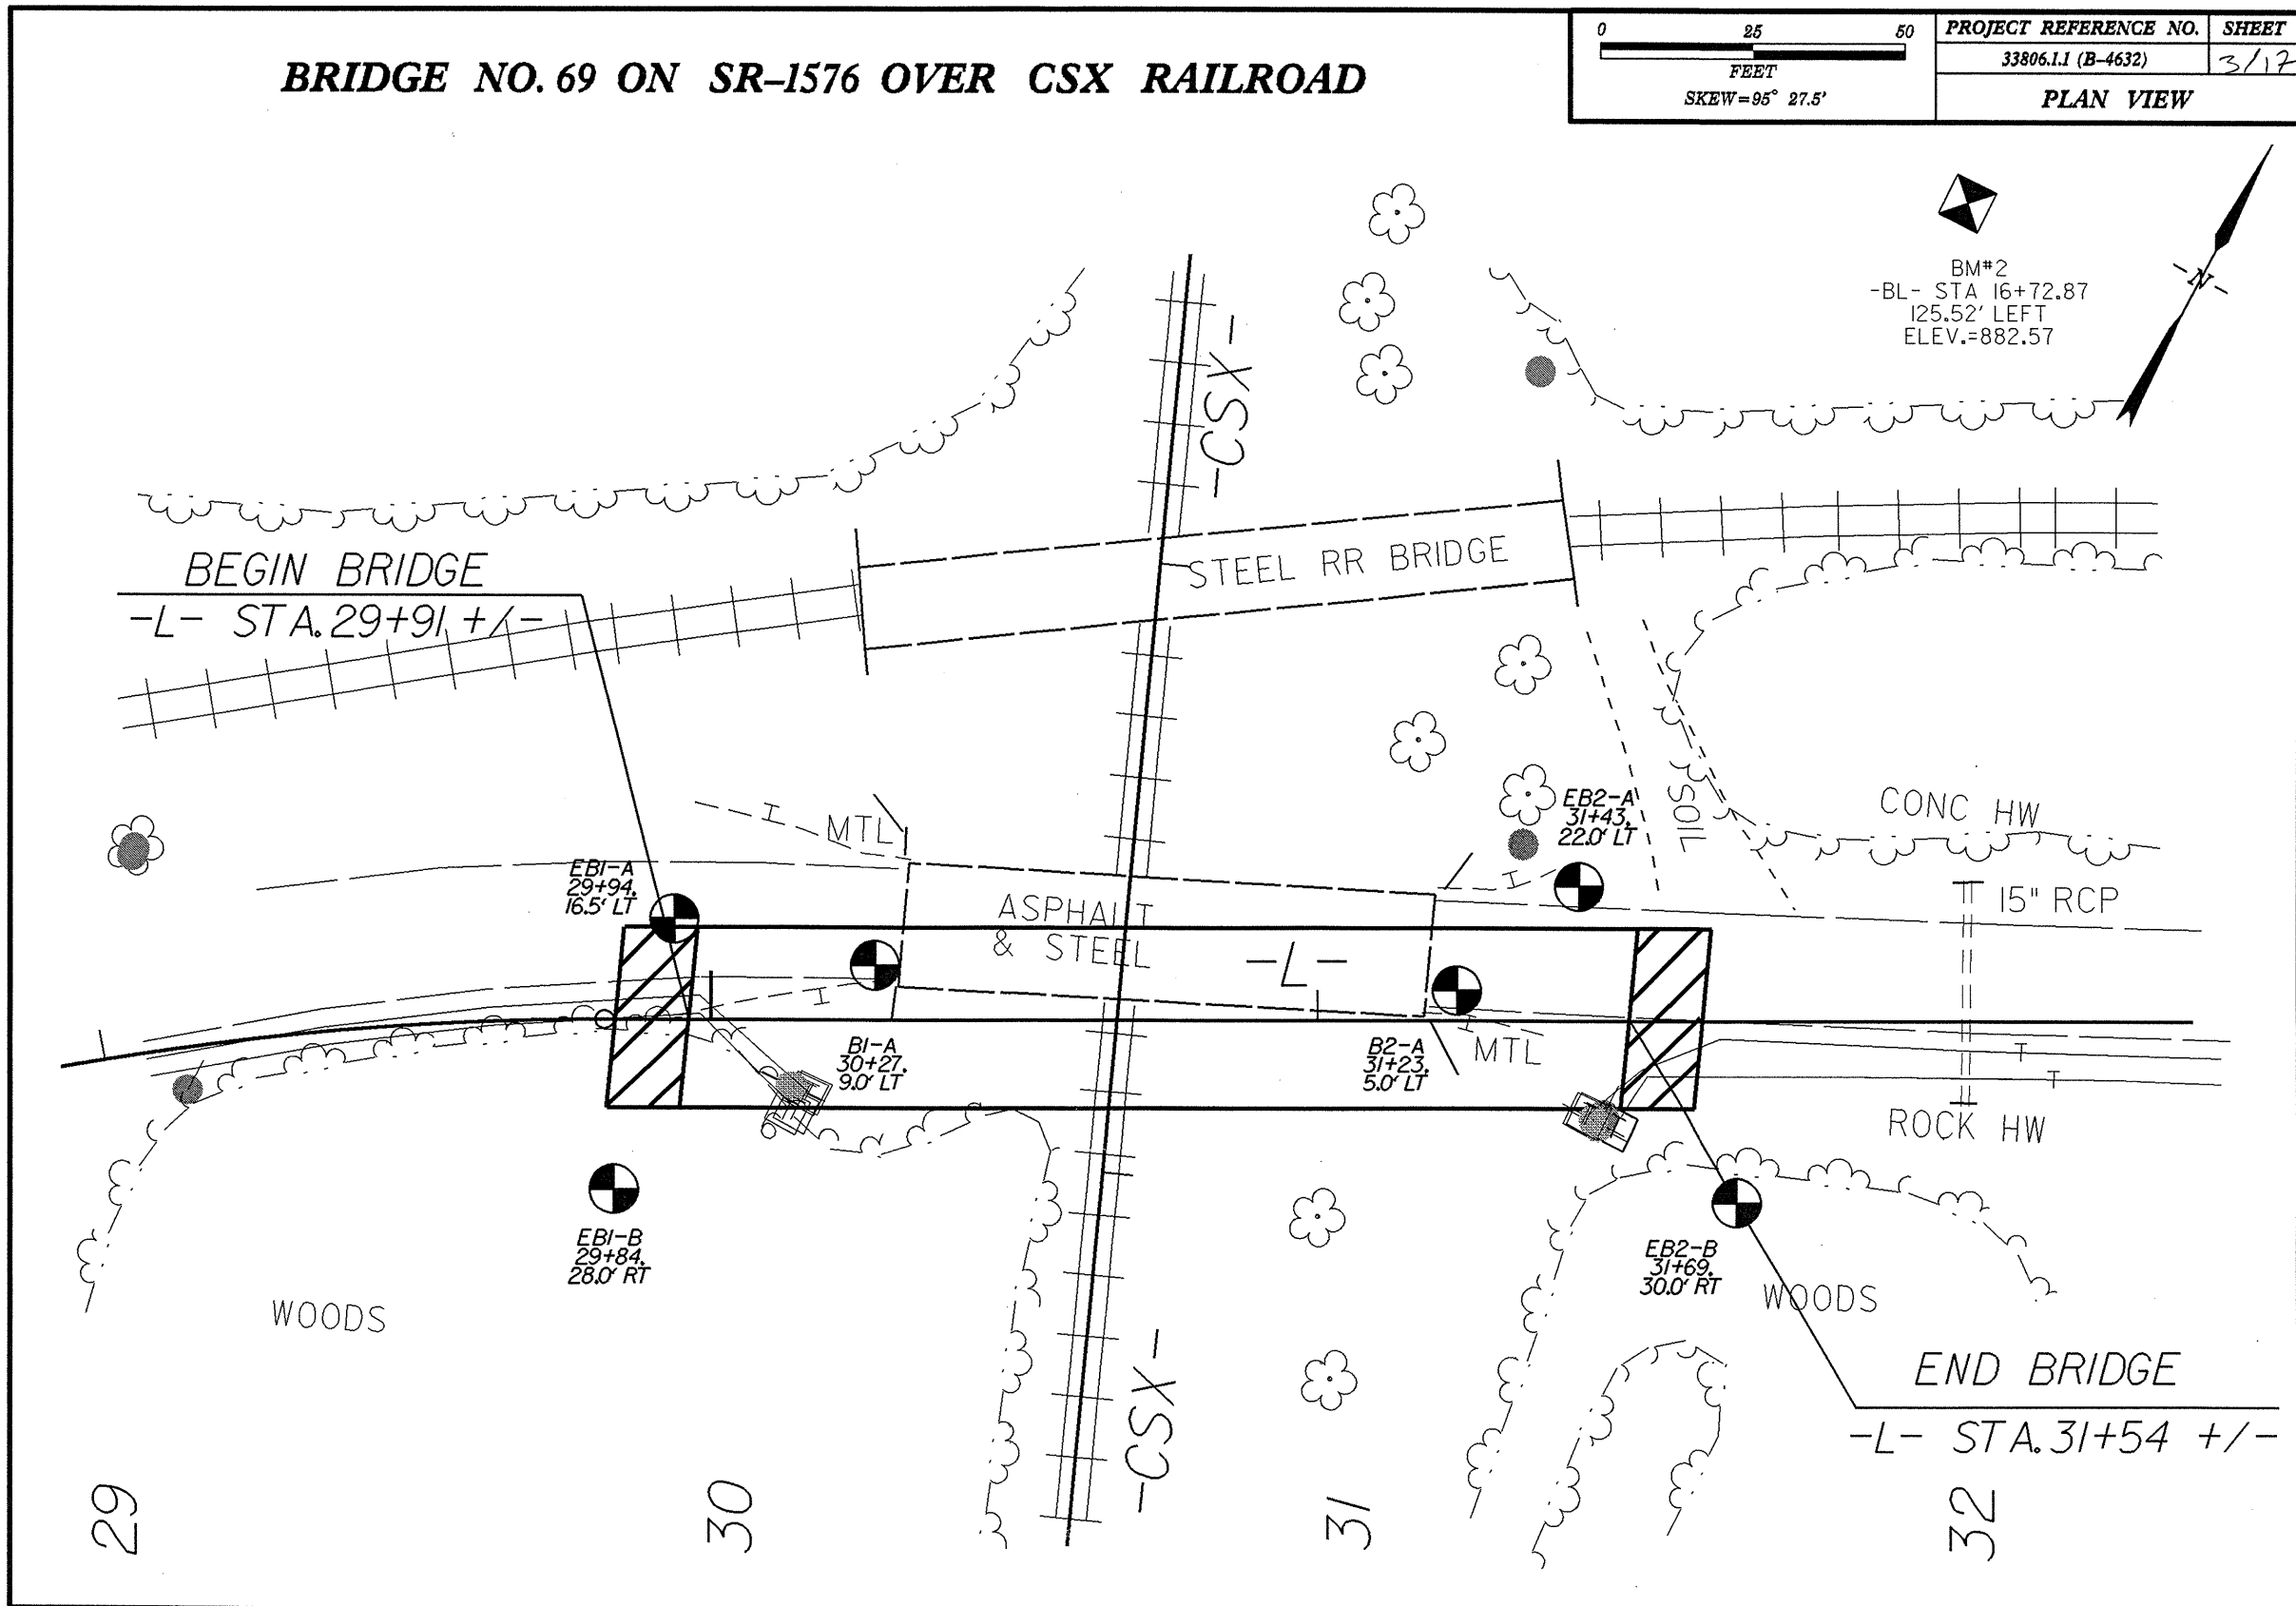 BRIDGE NO. 69 ON SR-1576 OVER CSX RAILROAD
0 25 50
FEET
SKEW=95° 27.5'
PROJECT REFERENCE NO. SHEET
33806.1.1 (B-4632) 3/17
PLAN VIEW
-N-
BM#2
-BL- STA 16+72.87
125.52' LEFT
ELEV.=882.57
-CSX-
STEEL RR BRIDGE
BEGIN BRIDGE
-L- STA. 29+91 +/-
MTL
SOIL
CONC HW
EB2-A
31+43,
22.0' LT
EB1-A
29+94,
16.5' LT
15" RCP
ASPHALT
& STEEL
-L-
B1-A
30+27,
9.0' LT
B2-A
31+23,
5.0' LT
MTL
T
T
ROCK HW
EB1-B
29+84,
28.0' RT
EB2-B
31+69,
30.0' RT
WOODS
WOODS
END BRIDGE
-L- STA. 31+54 +/-
-CSX-
29 30 31 32